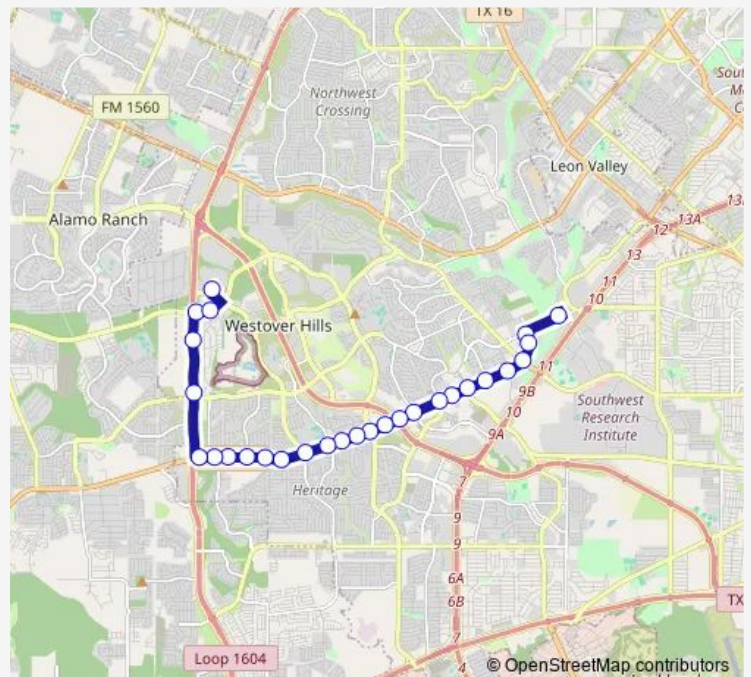 TX 16
FM 1560
Northwest
Crossing
Leon Valley
Alamo Ranch
12
13A
13
11
10
Westover Hills
11
9B
10
9A
Southwest
Research
Institute
7
Heritage
9
9
6A
6B
TX
7
Loop 1604
4
© OpenStreetMap contributors